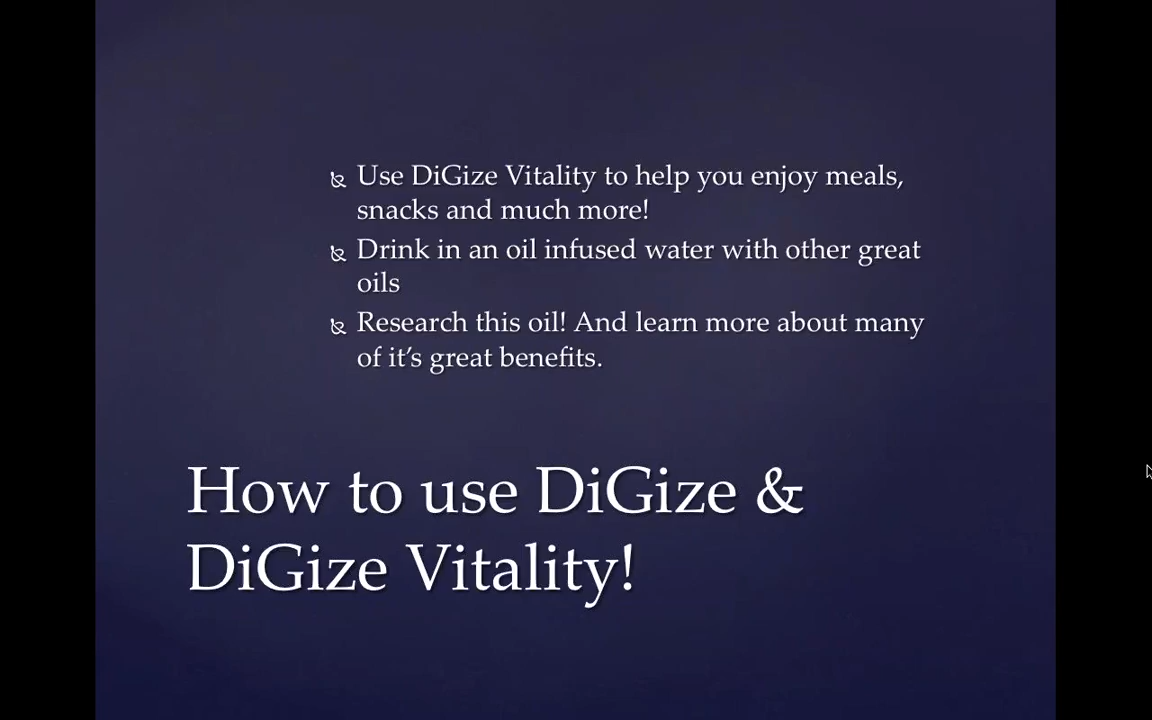 Use DiGize Vitality to help you enjoy meals,
snacks and much more!
Drink in an oil infused water with other great
oils
Research this oil! And learn more about many
of it’s great benefits.
How to use DiGize &
DiGize Vitality!